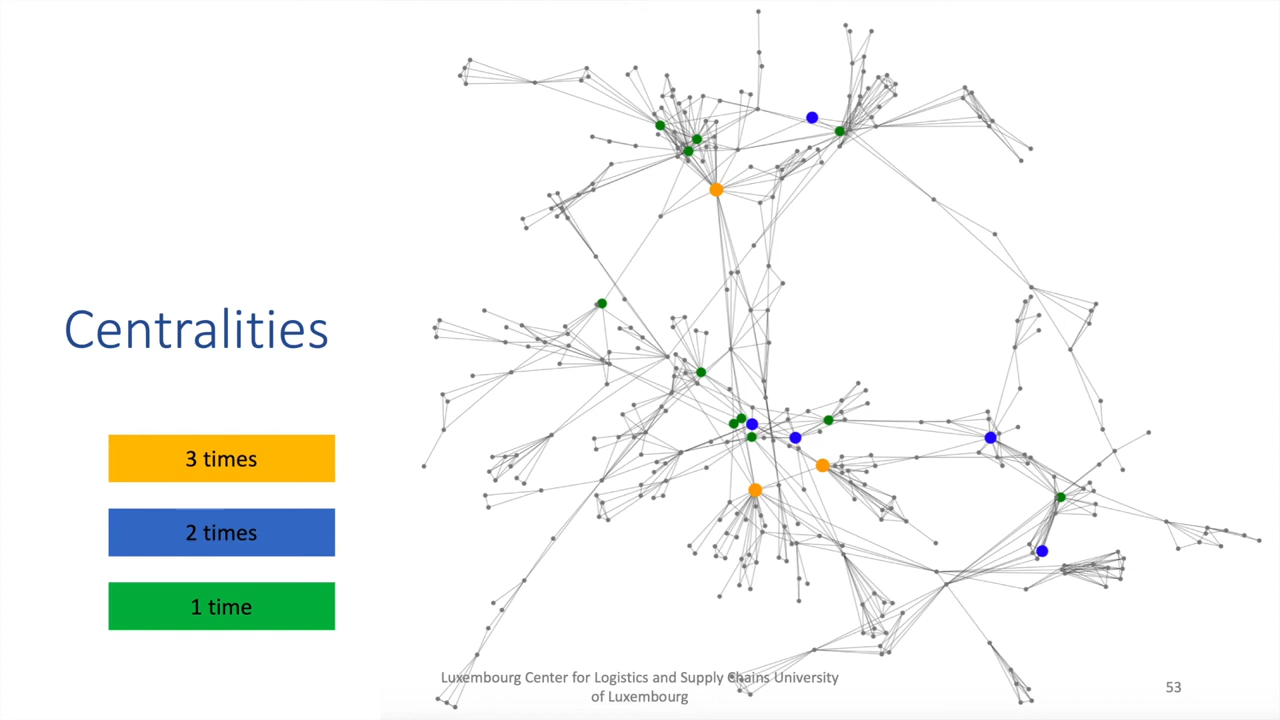 Centralities
3 times
2 times
1 time
Luxembourg Center for Logistics and Supply Chains University
of Luxembourg
53